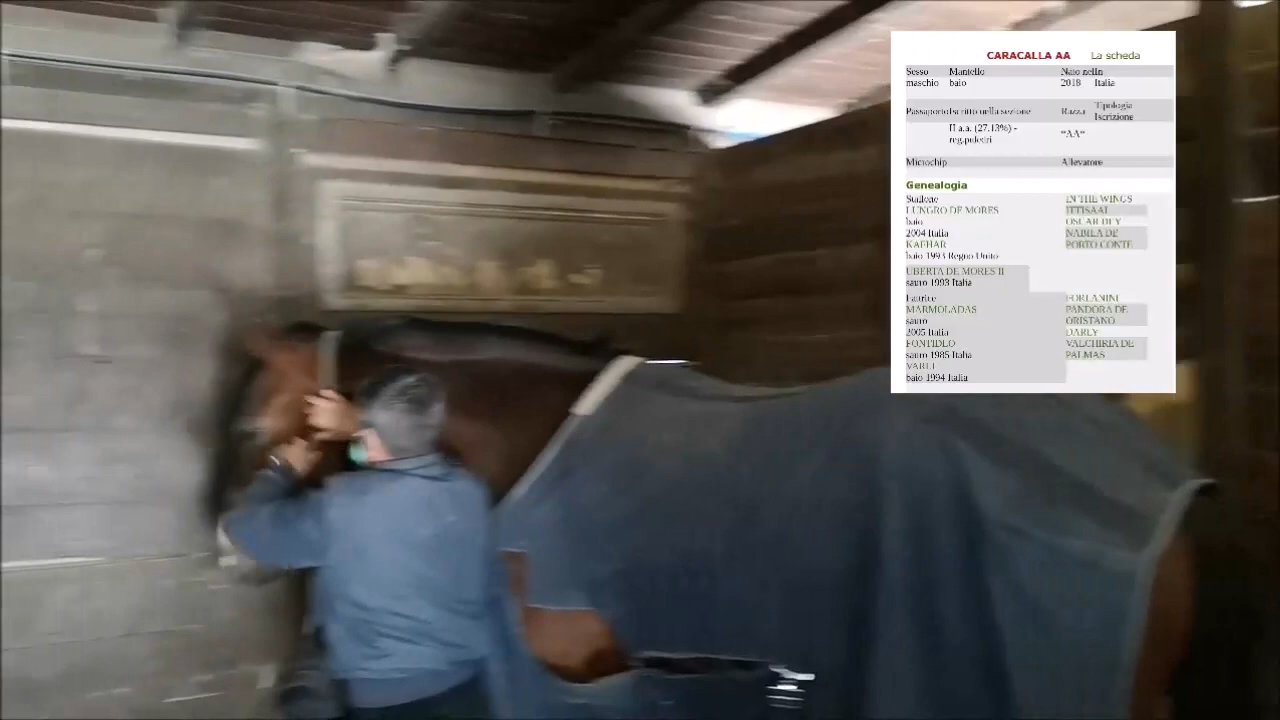 CARACALLA AA La scheda
Sesso Mantello Nato nel In
maschio baio 2018 Italia
Passaporto Iscritto nella sezione Razza Tipologia
Iscrizione
II a.a. (27.13%) - "AA"
reg.puledri
Microchip Allevatore
Genealogia
Stallone IN THE WINGS
LUNGRO DE MORES ITTISAAL
baio OSCAR DEY
2004 Italia NABILA DE
KAFHAR PORTO CONTE
baio 1993 Regno Unito
UBERTA DE MORES II
sauro 1993 Italia
Fattrice FORLANINI
MARMOLADAS PANDORA DE
sauro ORISTANO
2005 Italia DARLY
VALCHIRIA DE
sauro 1985 Italia PALMAS
baio 1994 Italia